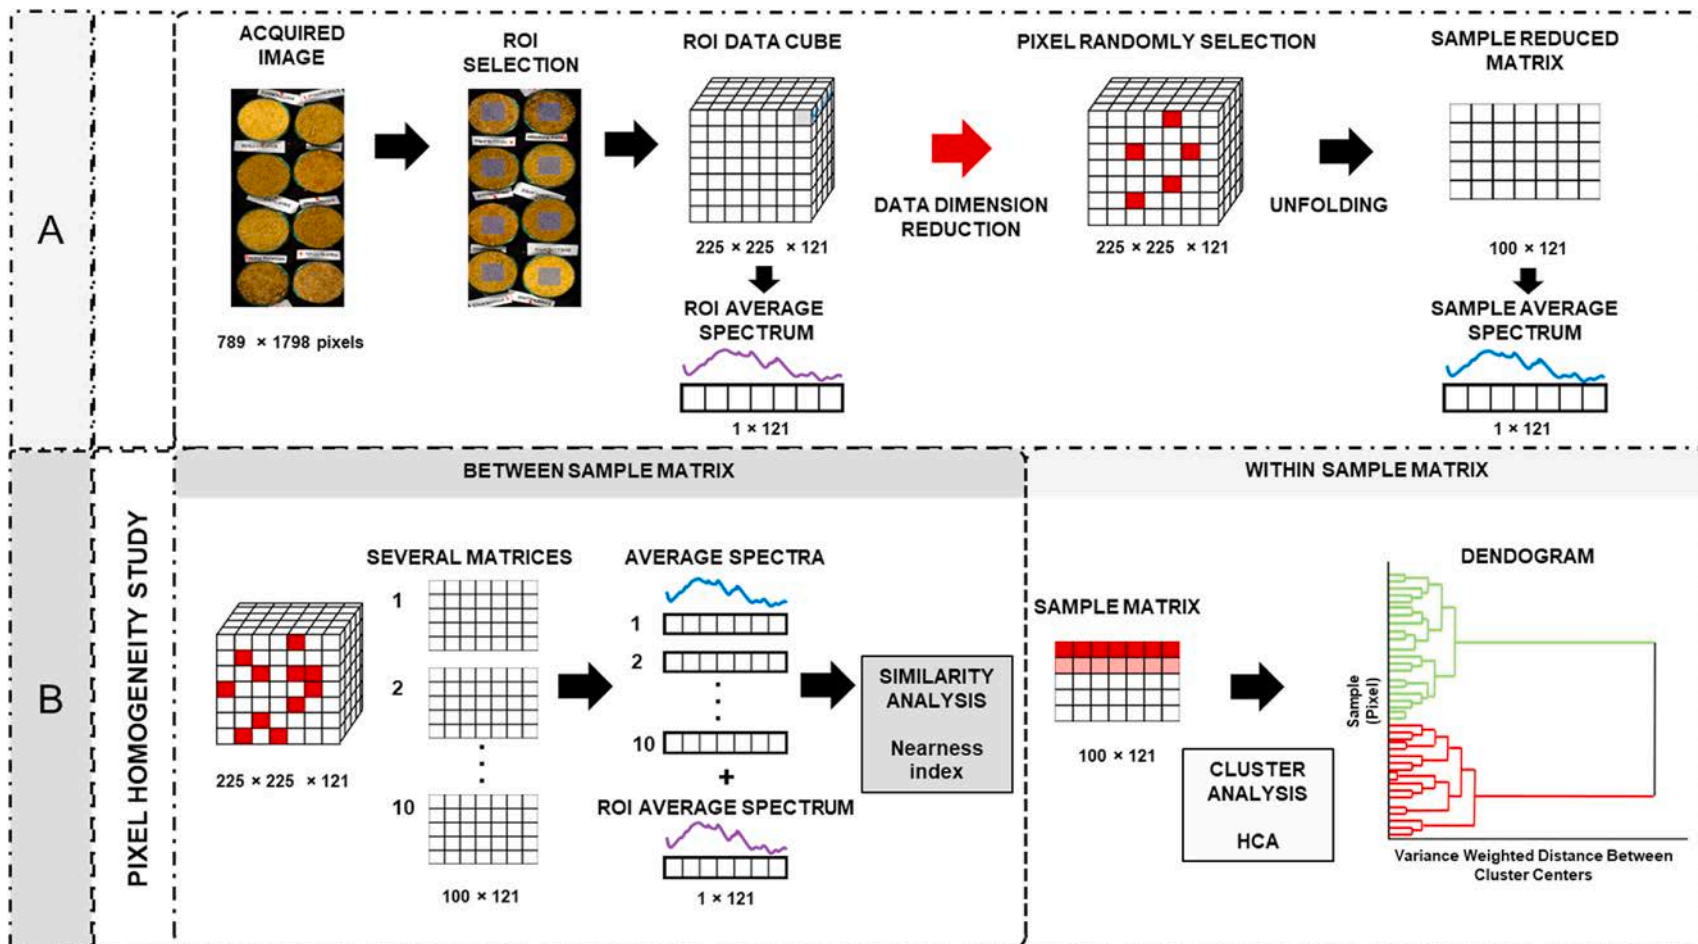 A
ACQUIRED
IMAGE
789 × 1798 pixels
ROI
SELECTION
ROI DATA CUBE
225 × 225 × 121
ROI AVERAGE
SPECTRUM
1 × 121
DATA DIMENSION
REDUCTION
PIXEL RANDOMLY SELECTION
225 × 225 × 121
UNFOLDING
SAMPLE REDUCED
MATRIX
100 × 121
SAMPLE AVERAGE
SPECTRUM
1 × 121
B
PIXEL HOMOGENEITY STUDY
BETWEEN SAMPLE MATRIX
225 × 225 × 121
SEVERAL MATRICES
1
2
10
100 × 121
AVERAGE SPECTRA
1
2
10
+
ROI AVERAGE SPECTRUM
1 × 121
SIMILARITY
ANALYSIS
Nearness
index
WITHIN SAMPLE MATRIX
SAMPLE MATRIX
100 × 121
CLUSTER
ANALYSIS
HCA
DENDOGRAM
Sample
(Pixel)
Variance Weighted Distance Between
Cluster Centers